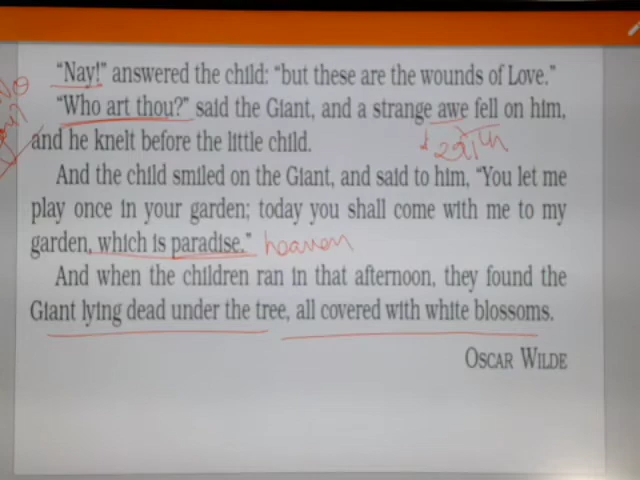 "Nay!" answered the child: "but these are the wounds of Love."
"Who art thou?" said the Giant, and a strange awe fell on him,
and he knelt before the little child.
And the child smiled on the Giant, and said to him, "You let me
play once in your garden; today you shall come with me to my
garden, which is paradise." heaven
And when the children ran in that afternoon, they found the
Giant lying dead under the tree, all covered with white blossoms.
OSCAR WILDE